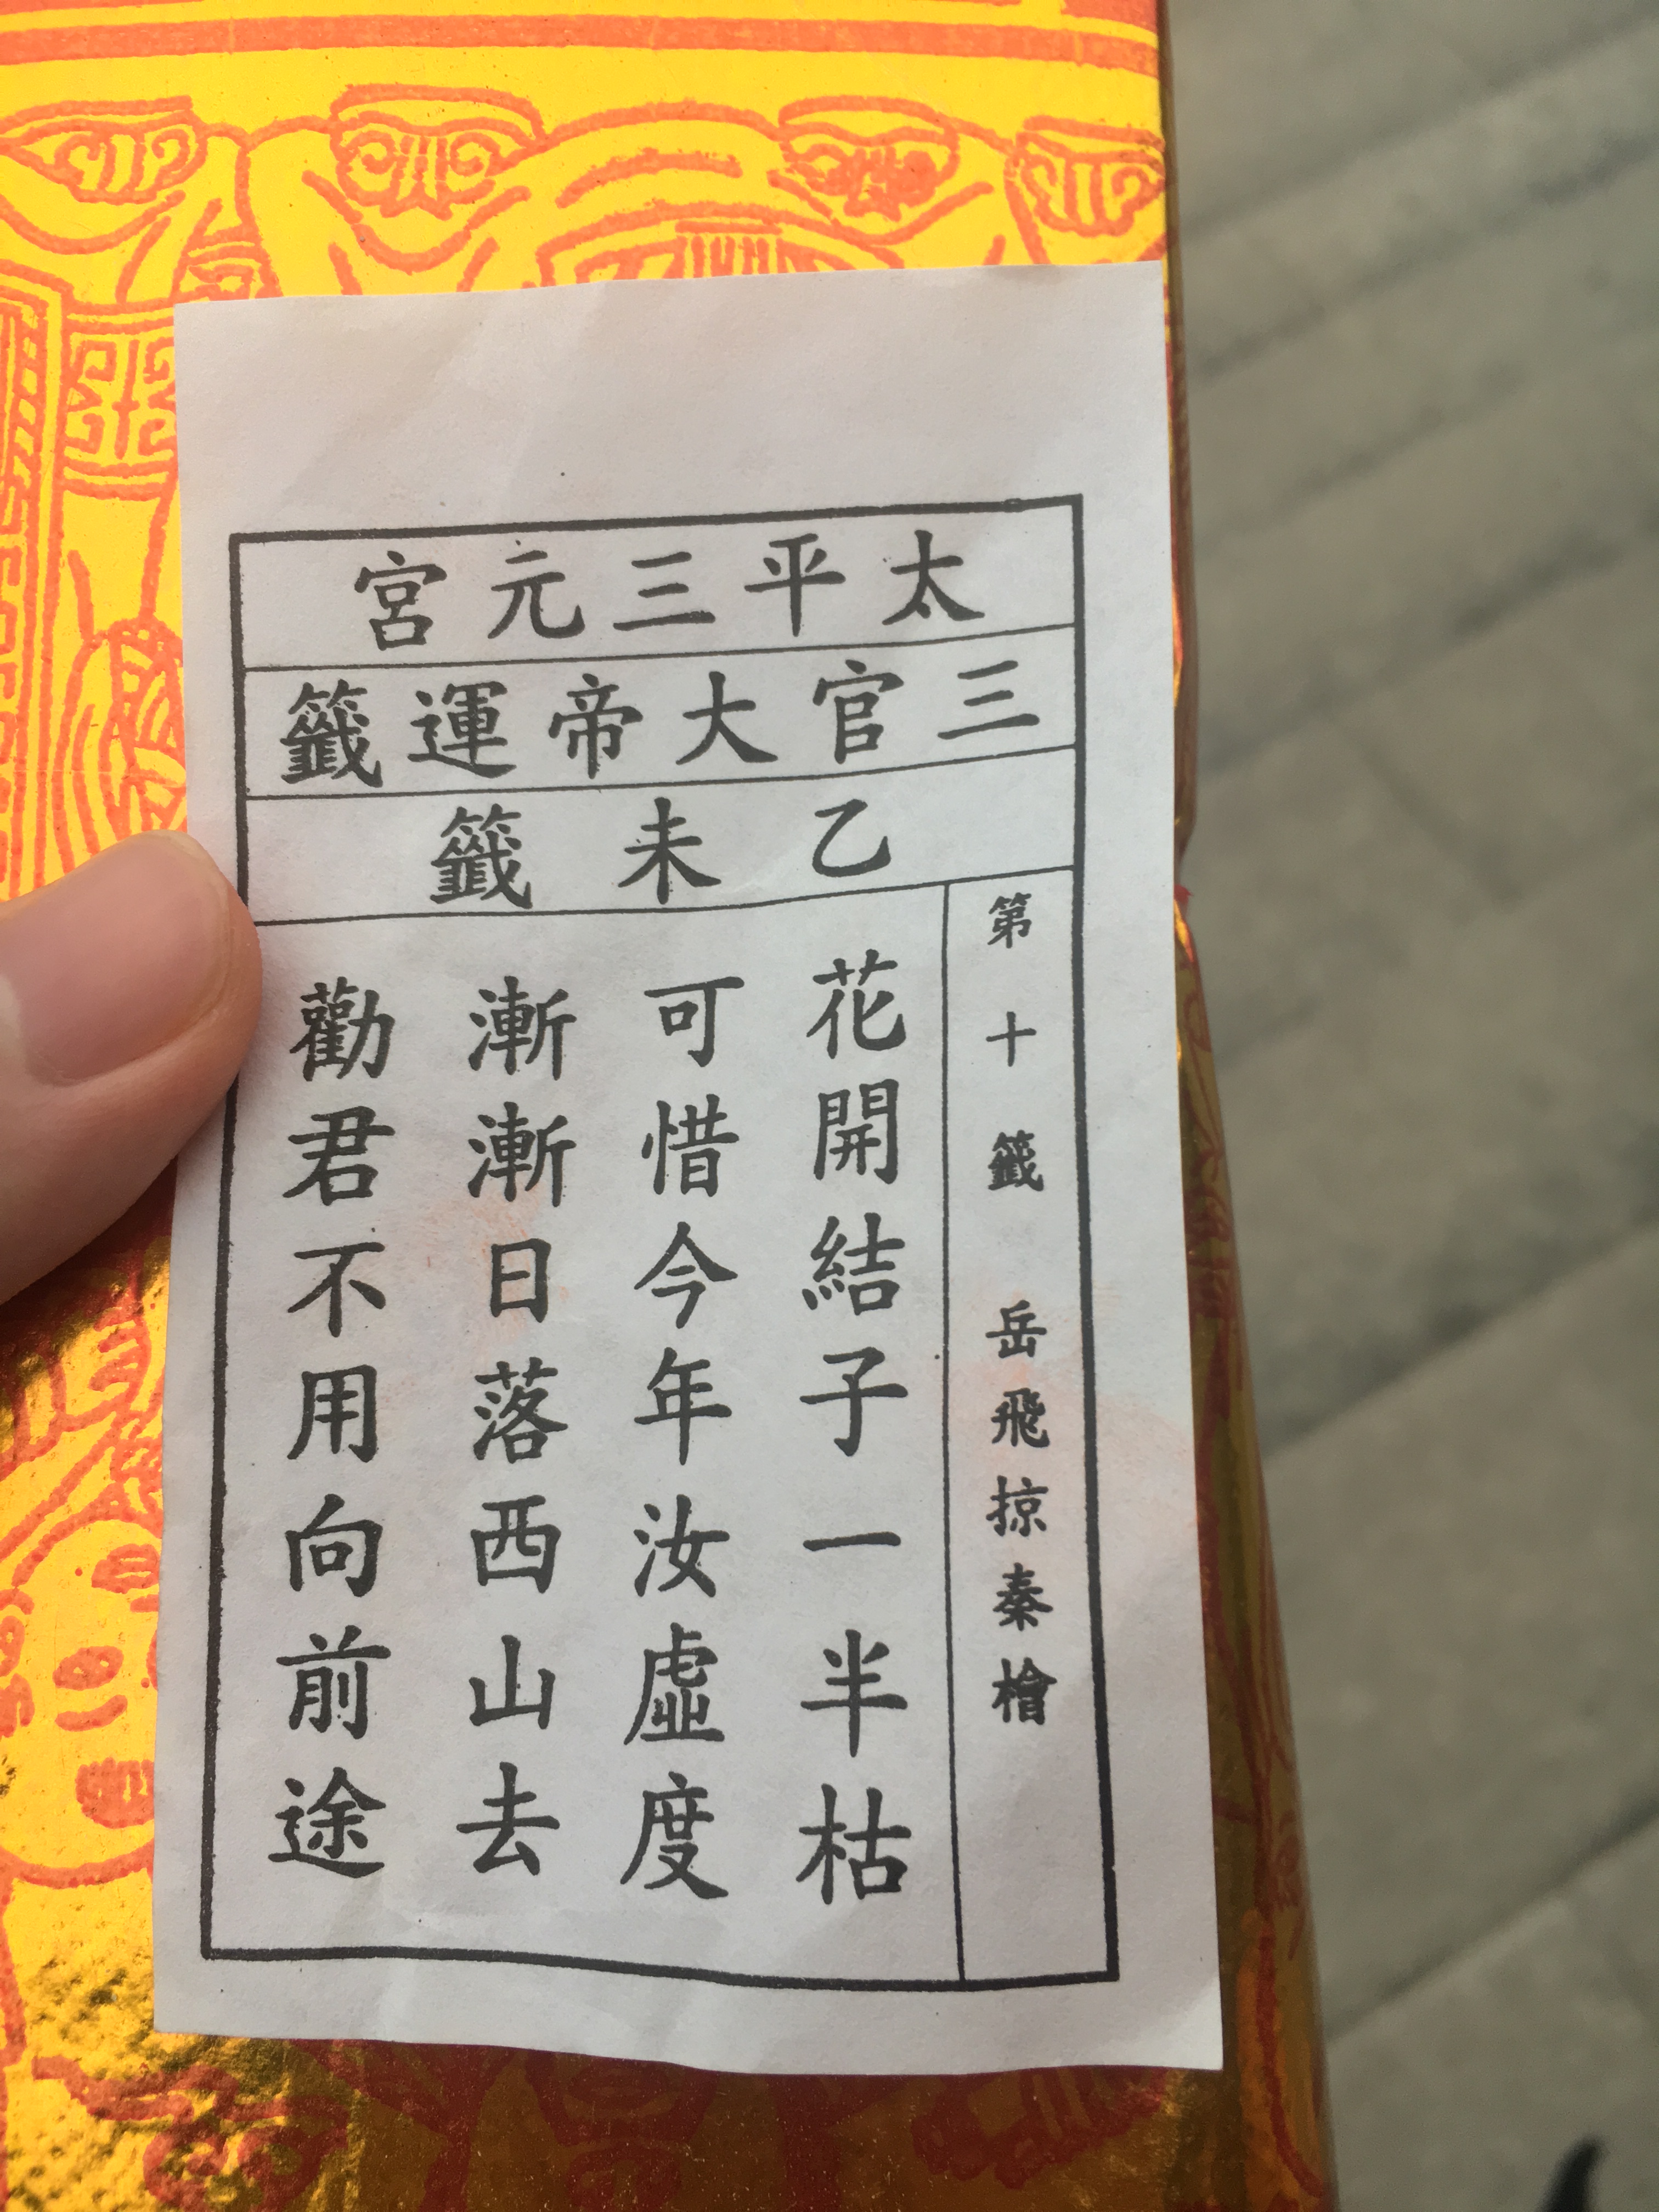 太平三元宮
三官大帝運籤
乙未籤
第十籤 岳飛掠秦檜
花開結子一半枯
可惜今年汝虛度
漸漸日落西山去
勸君不用向前途